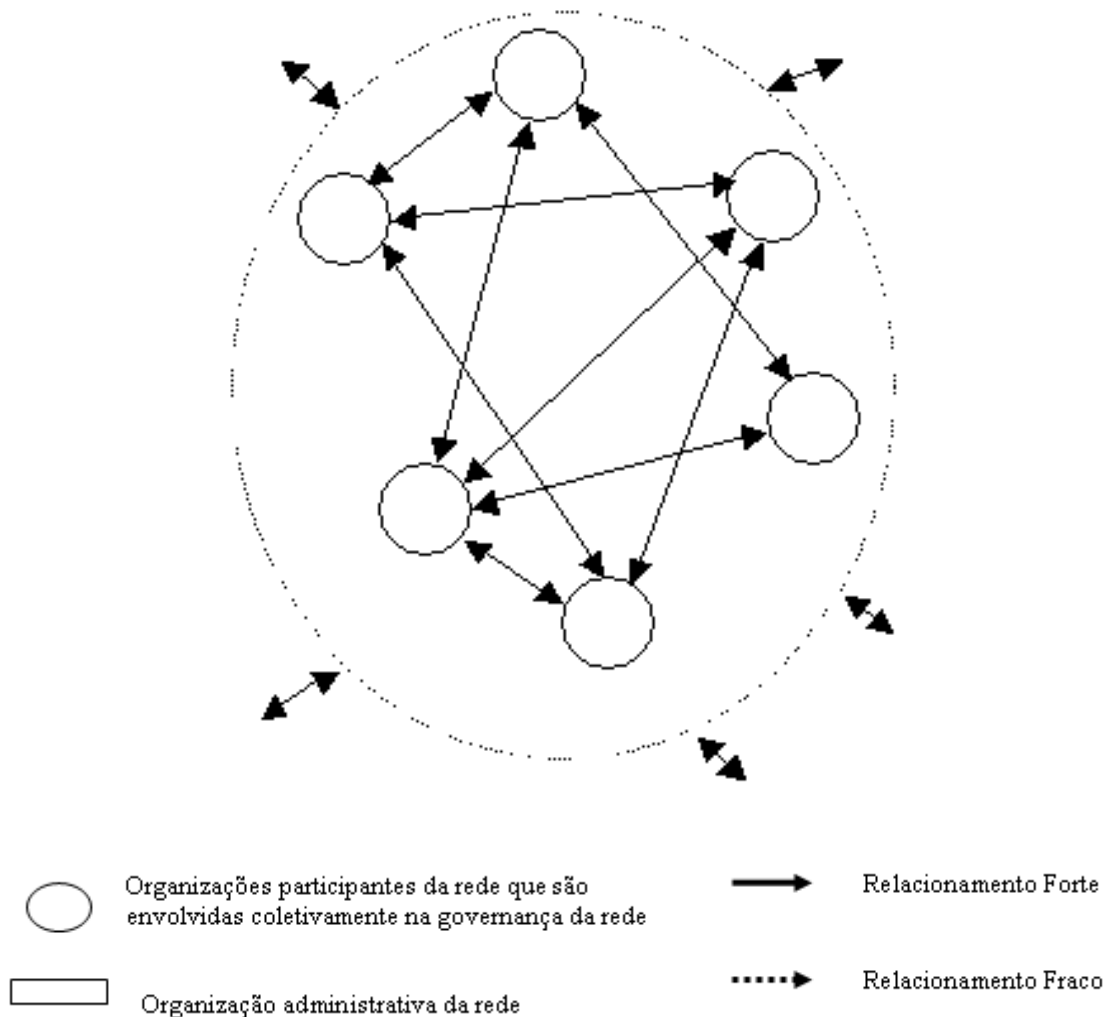 Organizações participantes da rede que são
envolvidas coletivamente na governança da rede
Relacionamento Forte
Organização administrativa da rede
Relacionamento Fraco